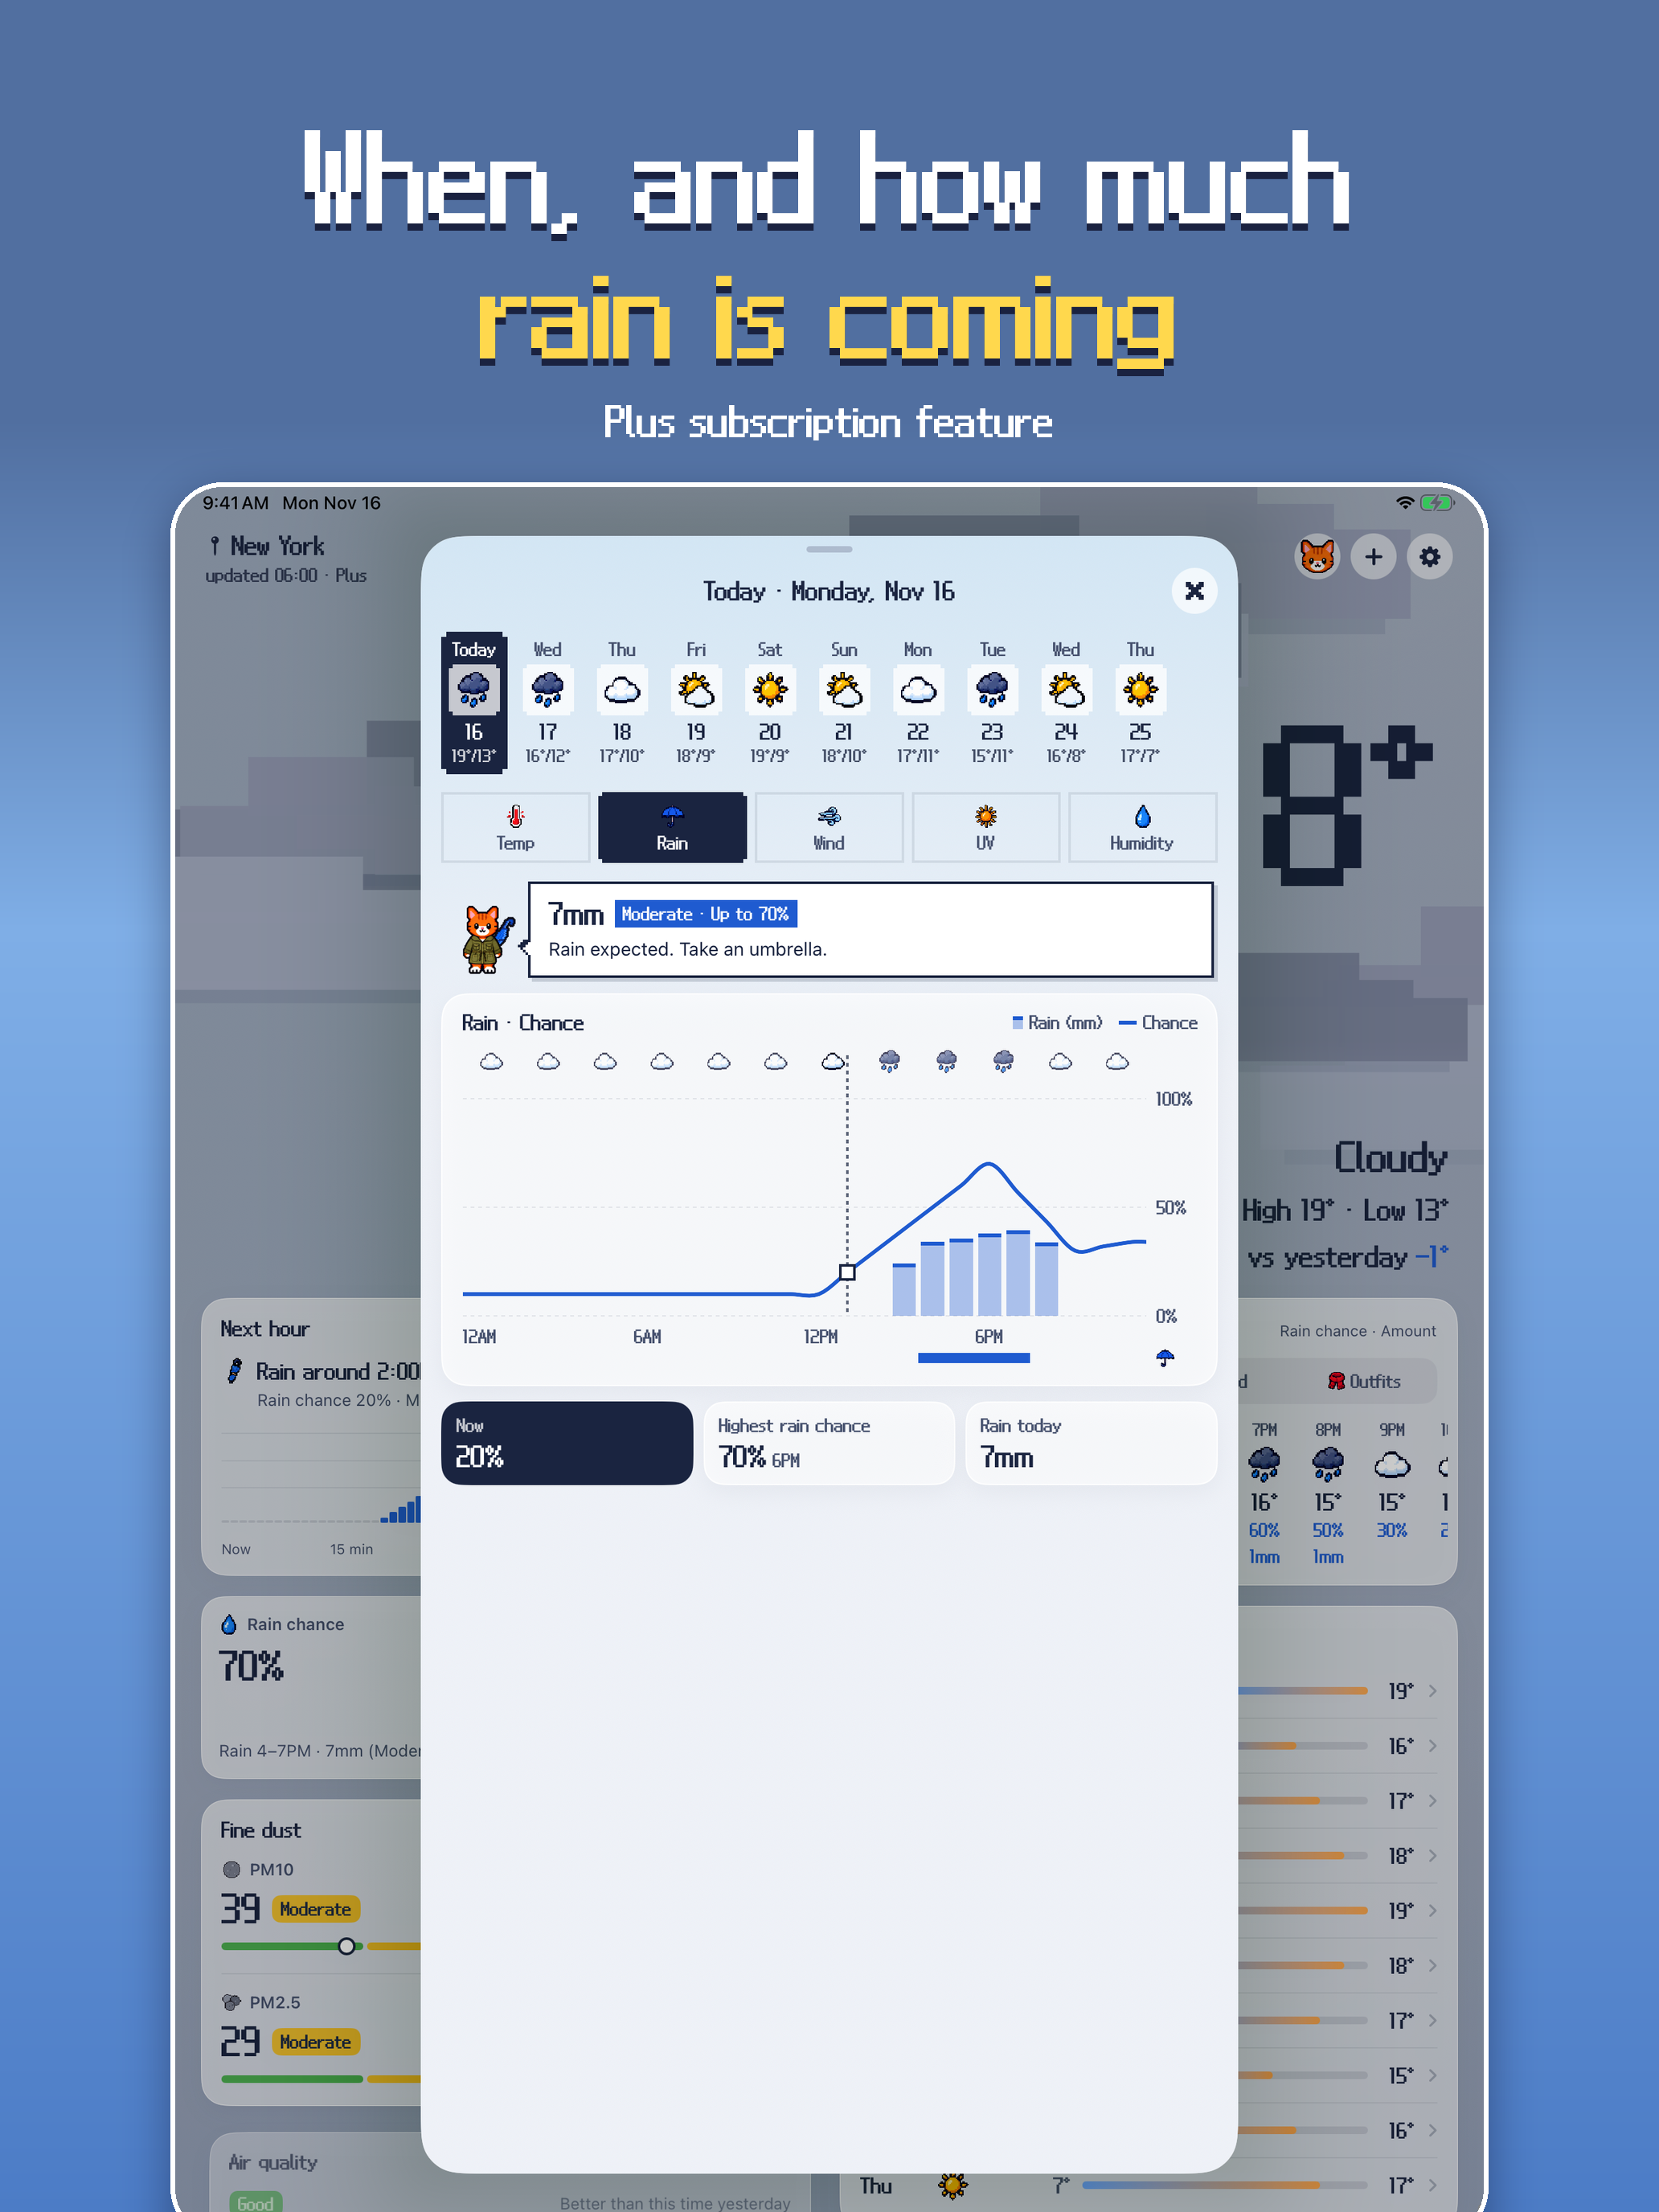 When, and how much
rain is coming
Plus subscription feature
9:41 AM Mon Nov 16
New York
updated 06:00 · Plus
Today · Monday, Nov 16
Today Wed Thu Fri Sat Sun Mon Tue Wed Thu
16 17 18 19 20 21 22 23 24 25
19°/13° 16°/12° 17°/10° 18°/9° 19°/9° 18°/10° 17°/11° 15°/11° 16°/8° 17°/7°
Temp Rain Wind UV Humidity
7mm Moderate · Up to 70%
Rain expected. Take an umbrella.
Rain · Chance
Rain (mm) Chance
100%
50%
0%
12AM 6AM 12PM 6PM
Now
20%
Highest rain chance
70% 6PM
Rain today
7mm
8°
Cloudy
High 19° · Low 13°
vs yesterday −1°
Next hour
Rain around 2:00
Rain chance 20% · M
Now 15 min
Rain chance · Amount
Outfits
7PM 8PM 9PM
16° 15° 15°
60% 50% 30%
1mm 1mm
Rain chance
70%
Rain 4–7PM · 7mm (Moder
Fine dust
PM10
39 Moderate
PM2.5
29 Moderate
Air quality
Good
Better than this time yesterday
19°
16°
17°
18°
19°
18°
17°
15°
16°
Thu 7° 17°